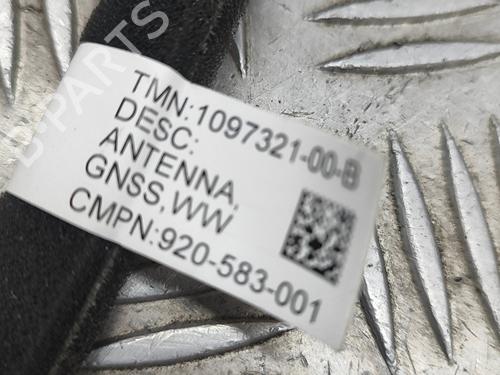 TMN:1097321-00-B
DESC:
ANTENNA,
GNSS,WW
CMPN:920-583-001
B-PARTS